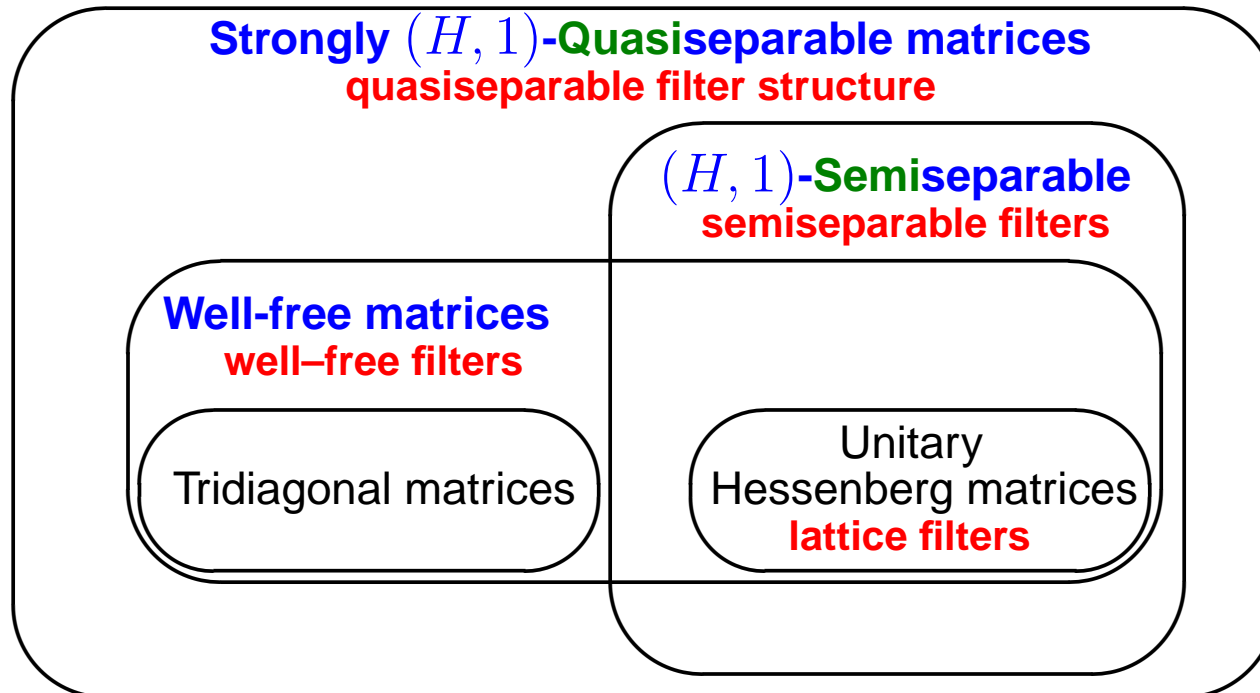 Strongly (H, 1)-Quasiseparable matrices
quasiseparable filter structure
(H, 1)-Semiseparable
semiseparable filters
Well-free matrices
well–free filters
Tridiagonal matrices
Unitary
Hessenberg matrices
lattice filters